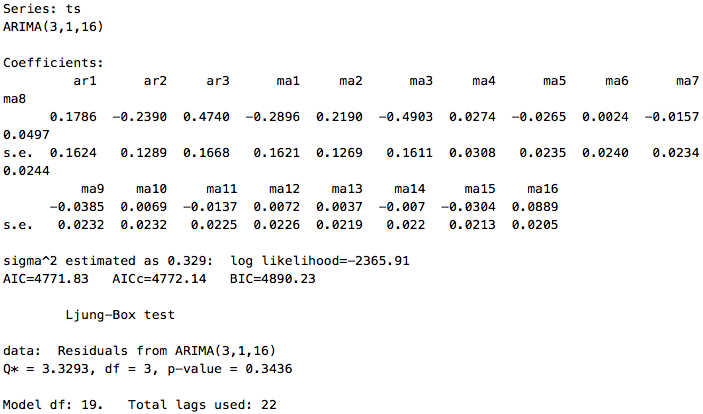 Series: ts
ARIMA(3,1,16)
Coefficients:
ar1 ar2 ar3 ma1 ma2 ma3 ma4 ma5 ma6 ma7
ma8
0.1786 -0.2390 0.4740 -0.2896 0.2190 -0.4903 0.0274 -0.0265 0.0024 -0.0157
0.0497
s.e. 0.1624 0.1289 0.1668 0.1621 0.1269 0.1611 0.0308 0.0235 0.0240 0.0234
0.0244
ma9 ma10 ma11 ma12 ma13 ma14 ma15 ma16
-0.0385 0.0069 -0.0137 0.0072 0.0037 -0.007 -0.0304 0.0889
s.e. 0.0232 0.0232 0.0225 0.0226 0.0219 0.022 0.0213 0.0205
sigma^2 estimated as 0.329: log likelihood=-2365.91
AIC=4771.83 AICc=4772.14 BIC=4890.23
Ljung-Box test
data: Residuals from ARIMA(3,1,16)
Q* = 3.3293, df = 3, p-value = 0.3436
Model df: 19. Total lags used: 22